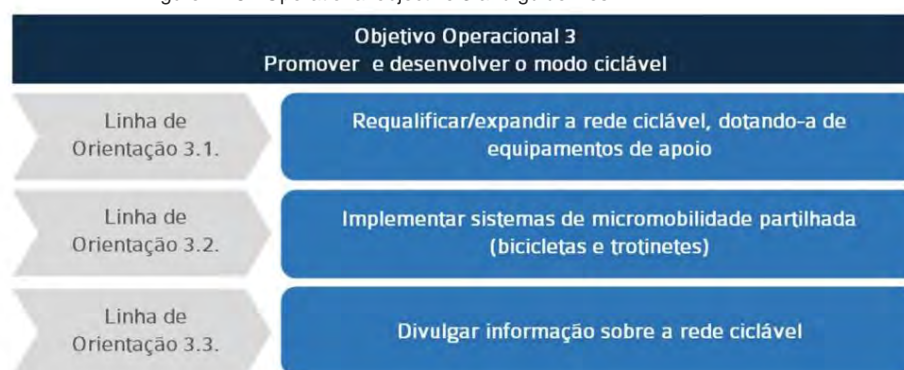 Objetivo Operacional 3
Promover e desenvolver o modo ciclável
Linha de
Orientação 3.1.
Requalificar/expandir a rede ciclável, dotando-a de
equipamentos de apoio
Linha de
Orientação 3.2.
Implementar sistemas de micromobilidade partilhada
(bicicletas e trotinetes)
Linha de
Orientação 3.3.
Divulgar informação sobre a rede ciclável